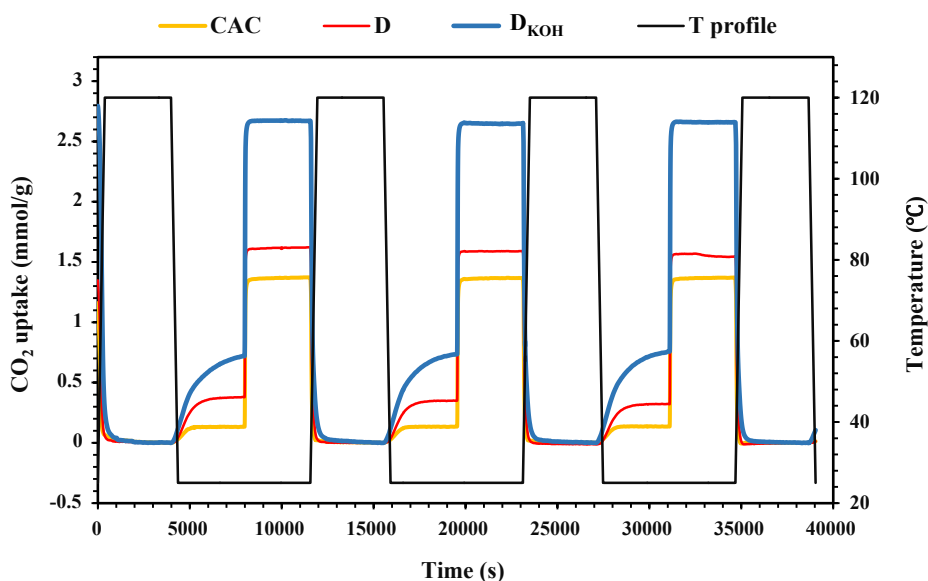 CAC D D_KOH T profile
CO₂ uptake (mmol/g)
3
2.5
2
1.5
1
0.5
0
-0.5
120
100
80
60
40
20
Temperature (℃)
0 5000 10000 15000 20000 25000 30000 35000 40000
Time (s)